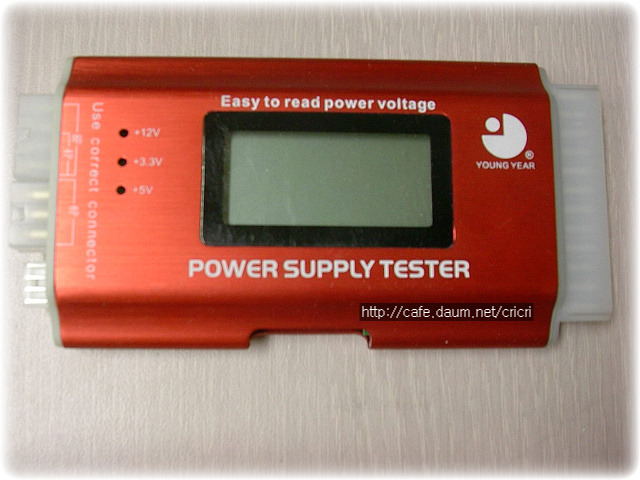 Easy to read power voltage
Use correct connector
+12V
+3.3V
+5V
®
YOUNG YEAR
POWER SUPPLY TESTER
http://cafe.daum.net/cricri